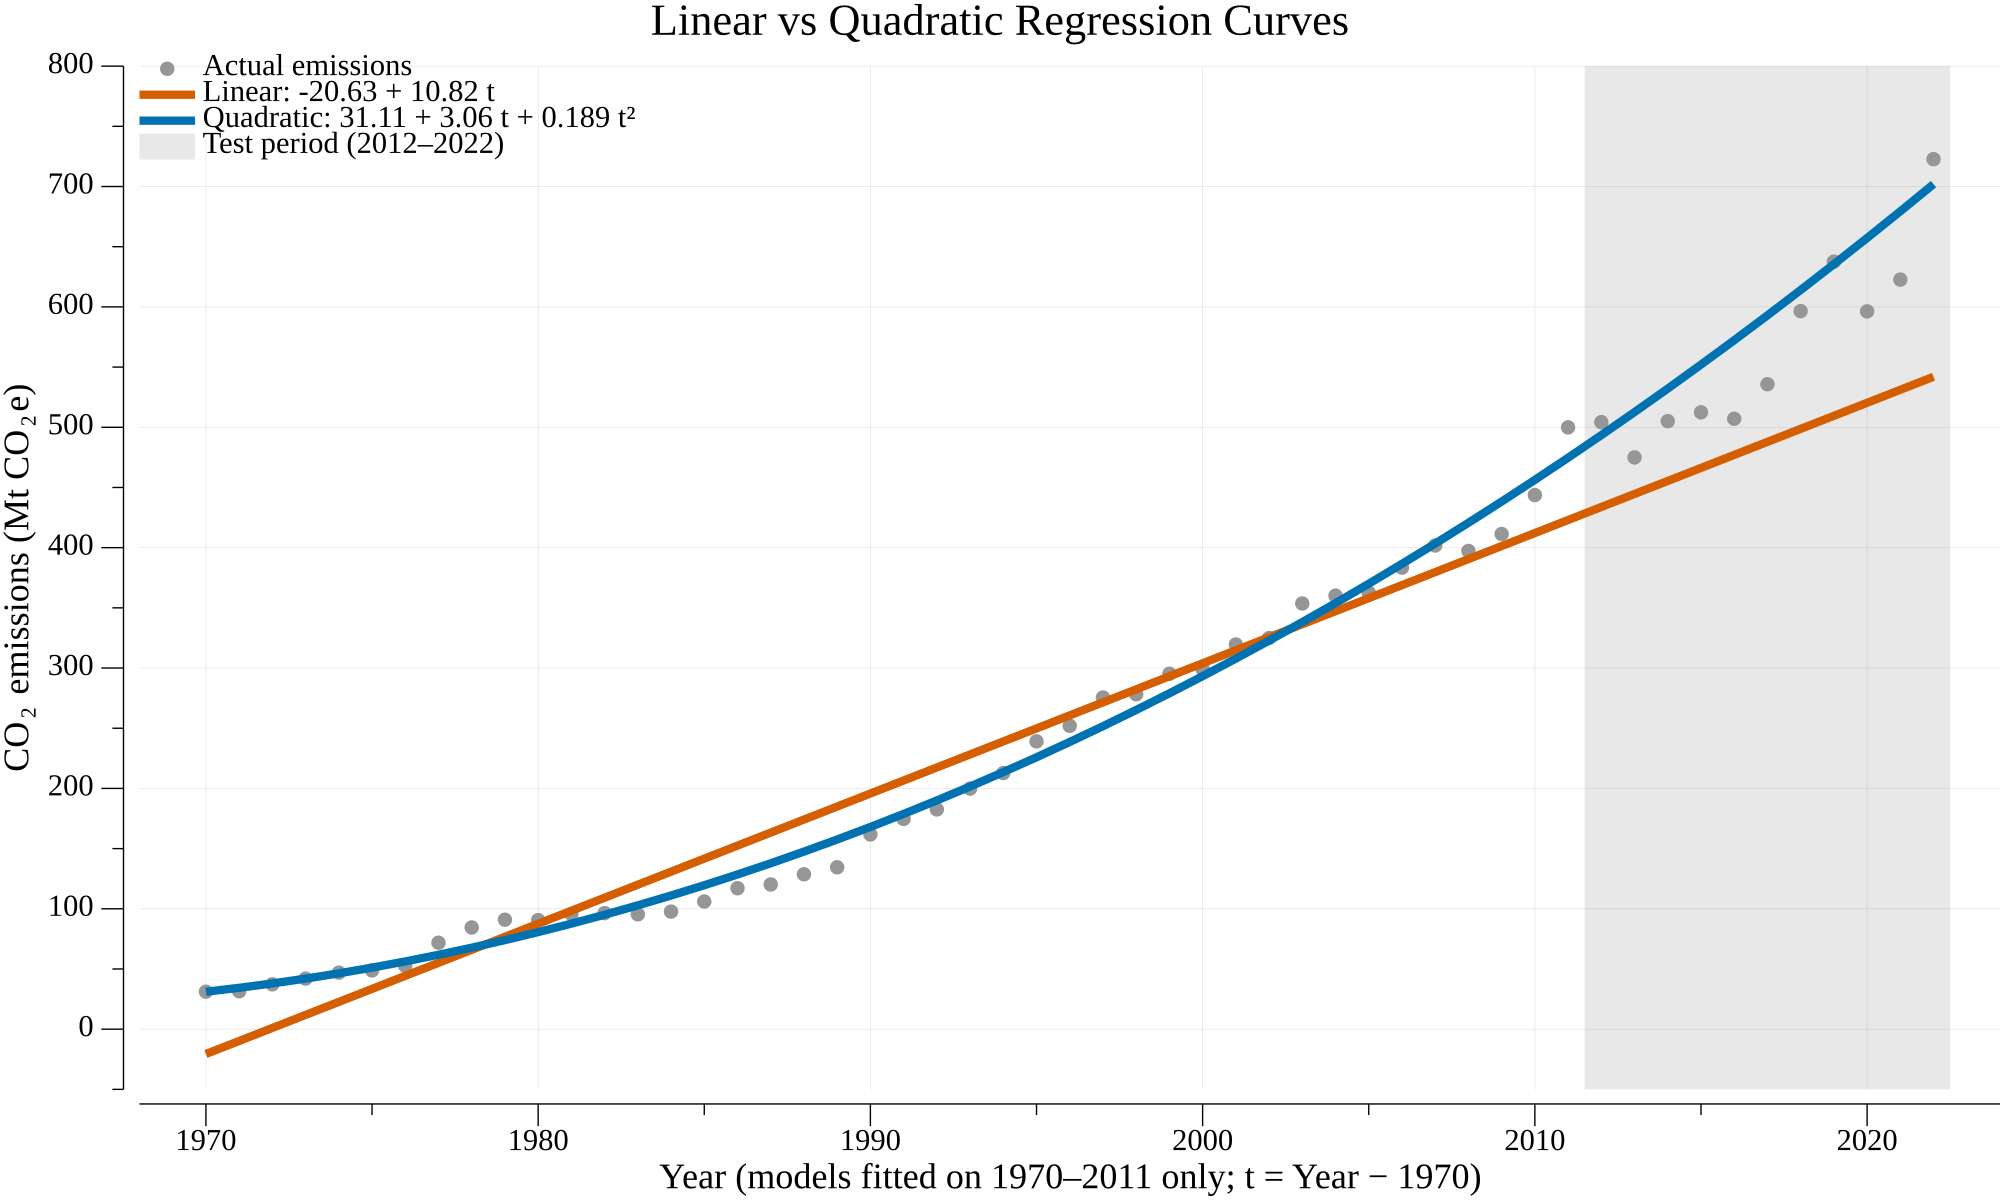 Linear vs Quadratic Regression Curves
Actual emissions
Linear: -20.63 + 10.82 t
Quadratic: 31.11 + 3.06 t + 0.189 t²
Test period (2012–2022)
CO₂ emissions (Mt CO₂e)
800
700
600
500
400
300
200
100
0
1970 1980 1990 2000 2010 2020
Year (models fitted on 1970–2011 only; t = Year − 1970)